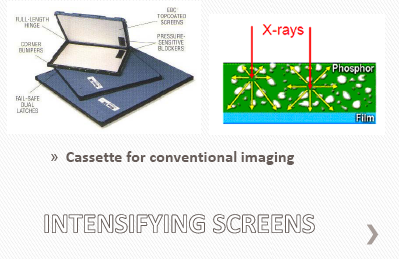 FULL-LENGTH
HINGE
CORNER
BUMPERS
FAIL-SAFE
DUAL
LATCHES
EBC
TOPCOATED
SCREENS
PRESSURE-
SENSITIVE
BLOCKERS
X-rays
Phosphor
Film
» Cassette for conventional imaging
INTENSIFYING SCREENS